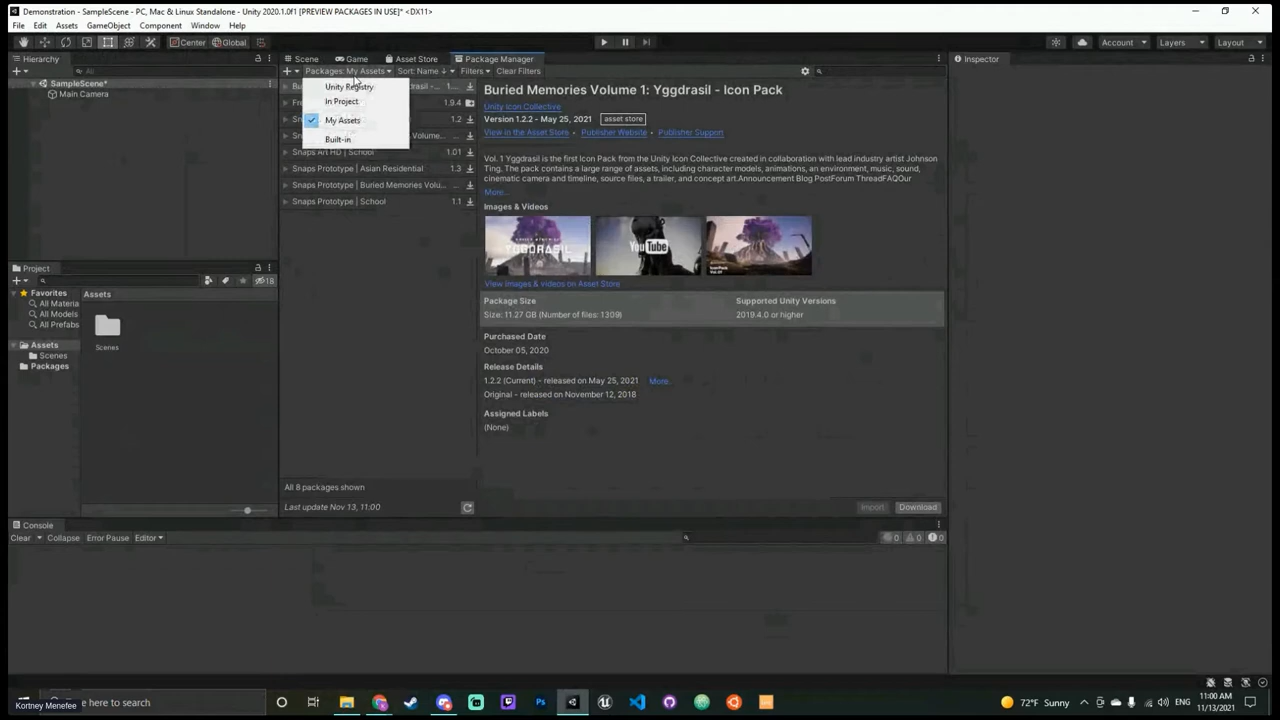 Demonstration - SampleScene - PC, Mac & Linux Standalone - Unity 2020.1.0f1 [PREVIEW PACKAGES IN USE]* <DX11>
File Edit Assets GameObject Component Window Help
Center Global Account Layers Layout
Hierarchy
All
SampleScene*
Main Camera
Scene Game Asset Store Package Manager
Packages: My Assets Sort: Name ↓ Filters Clear Filters
Unity Registry
In Project
My Assets
Built-in
1.9.4
1.2
Volume...
Snaps Art HD | School 1.01
Snaps Prototype | Asian Residential 1.3
Snaps Prototype | Buried Memories Volu... ...
Snaps Prototype | School 1.1
All 8 packages shown
Last update Nov 13, 11:00
Buried Memories Volume 1: Yggdrasil - Icon Pack
Unity Icon Collective
Version 1.2.2 - May 25, 2021 asset store
View in the Asset Store • Publisher Website • Publisher Support
Vol. 1 Yggdrasil is the first Icon Pack from the Unity Icon Collective created in collaboration with lead industry artist Johnson
Ting. The pack contains a large range of assets, including character models, animations, an environment, music, sound,
cinematic camera and timeline, source files, a trailer, and concept art.Announcement Blog PostForum ThreadFAQOur
More...
Images & Videos
YGGDRASIL
YouTube
View images & videos on Asset Store
Package Size
Size: 11.27 GB (Number of files: 1309)
Supported Unity Versions
2019.4.0 or higher
Purchased Date
October 05, 2020
Release Details
1.2.2 (Current) - released on May 25, 2021 More...
Original - released on November 12, 2018
Assigned Labels
(None)
Import Download
Inspector
Project
18
Favorites
All Materia
All Models
All Prefabs
Assets
Scenes
Packages
Assets
Scenes
Console
Clear Collapse Error Pause Editor
0 0 0
here to search
Kortney Menefee
72°F Sunny
ENG
11:00 AM
11/13/2021